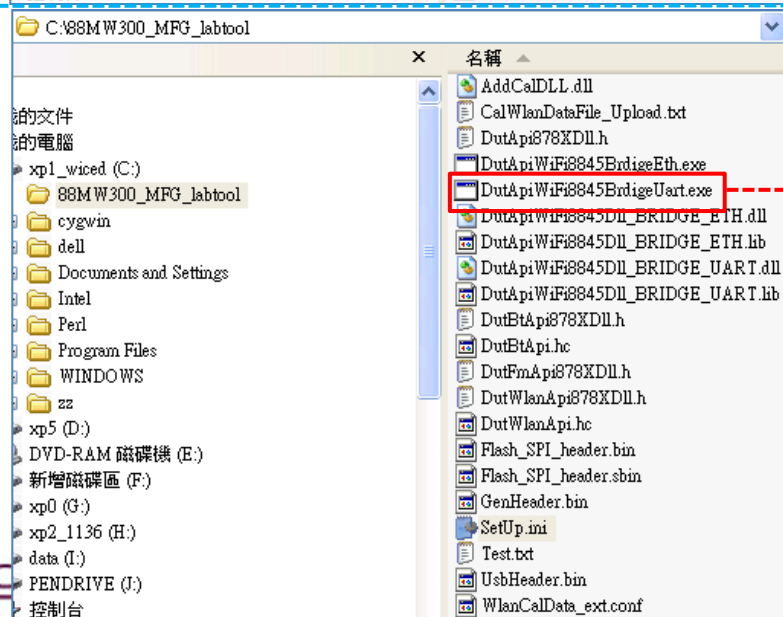 C:\88MW300_MFG_labtool
名稱
的文件
的電腦
xp1_wiced (C:)
88MW300_MFG_labtool
cygwin
dell
Documents and Settings
Intel
Perl
Program Files
WINDOWS
zz
xp5 (D:)
DVD-RAM 磁碟機 (E:)
新增磁碟區 (F:)
xp0 (G:)
xp2_1136 (H:)
data (I:)
PENDRIVE (J:)
控制台
AddCalDLL.dll
CalWlanDataFile_Upload.txt
DutApi878XDll.h
DutApiWiFi8845BrdigeEth.exe
DutApiWiFi8845BrdigeUart.exe
DutApiWiFi8845Dll_BRIDGE_ETH.dll
DutApiWiFi8845Dll_BRIDGE_ETH.lib
DutApiWiFi8845Dll_BRIDGE_UART.dll
DutApiWiFi8845Dll_BRIDGE_UART.lib
DutBtApi878XDll.h
DutBtApi.hc
DutFmApi878XDll.h
DutWlanApi878XDll.h
DutWlanApi.hc
Flash_SPI_header.bin
Flash_SPI_header.sbin
GenHeader.bin
SetUp.ini
Test.txt
UsbHeader.bin
WlanCalData_ext.conf